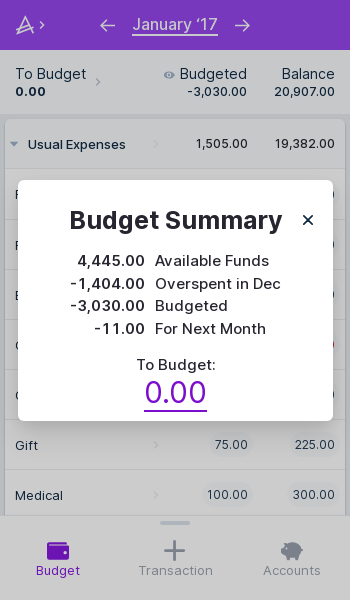 January ‘17
To Budget
0.00
Budgeted
-3,030.00
Balance
20,907.00
Usual Expenses 1,505.00 19,382.00
Budget Summary
4,445.00 Available Funds
-1,404.00 Overspent in Dec
-3,030.00 Budgeted
-11.00 For Next Month
To Budget:
0.00
Gift 75.00 225.00
Medical 100.00 300.00
Budget Transaction Accounts